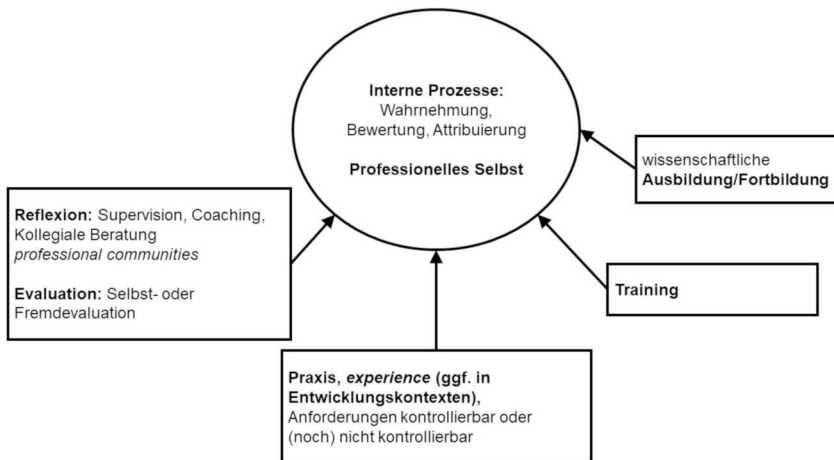 Interne Prozesse:
Wahrnehmung,
Bewertung, Attribuierung
Professionelles Selbst
wissenschaftliche
Ausbildung/Fortbildung
Reflexion: Supervision, Coaching,
Kollegiale Beratung
professional communities
Evaluation: Selbst- oder
Fremdevaluation
Training
Praxis, experience (ggf. in
Entwicklungskontexten),
Anforderungen kontrollierbar oder
(noch) nicht kontrollierbar